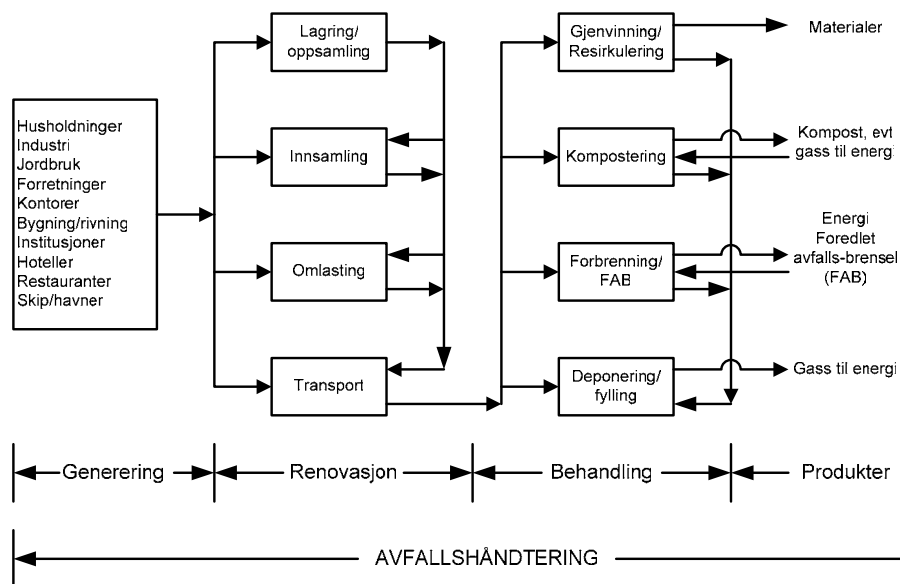 Husholdninger
Industri
Jordbruk
Forretninger
Kontorer
Bygning/rivning
Institusjoner
Hoteller
Restauranter
Skip/havner
Lagring/
oppsamling
Innsamling
Omlasting
Transport
Gjenvinning/
Resirkulering
Kompostering
Forbrenning/
FAB
Deponering/
fylling
Materialer
Kompost, evt
gass til energi
Energi
Foredlet
avfalls-brensel
(FAB)
Gass til energi
Generering
Renovasjon
Behandling
Produkter
AVFALLSHÅNDTERING